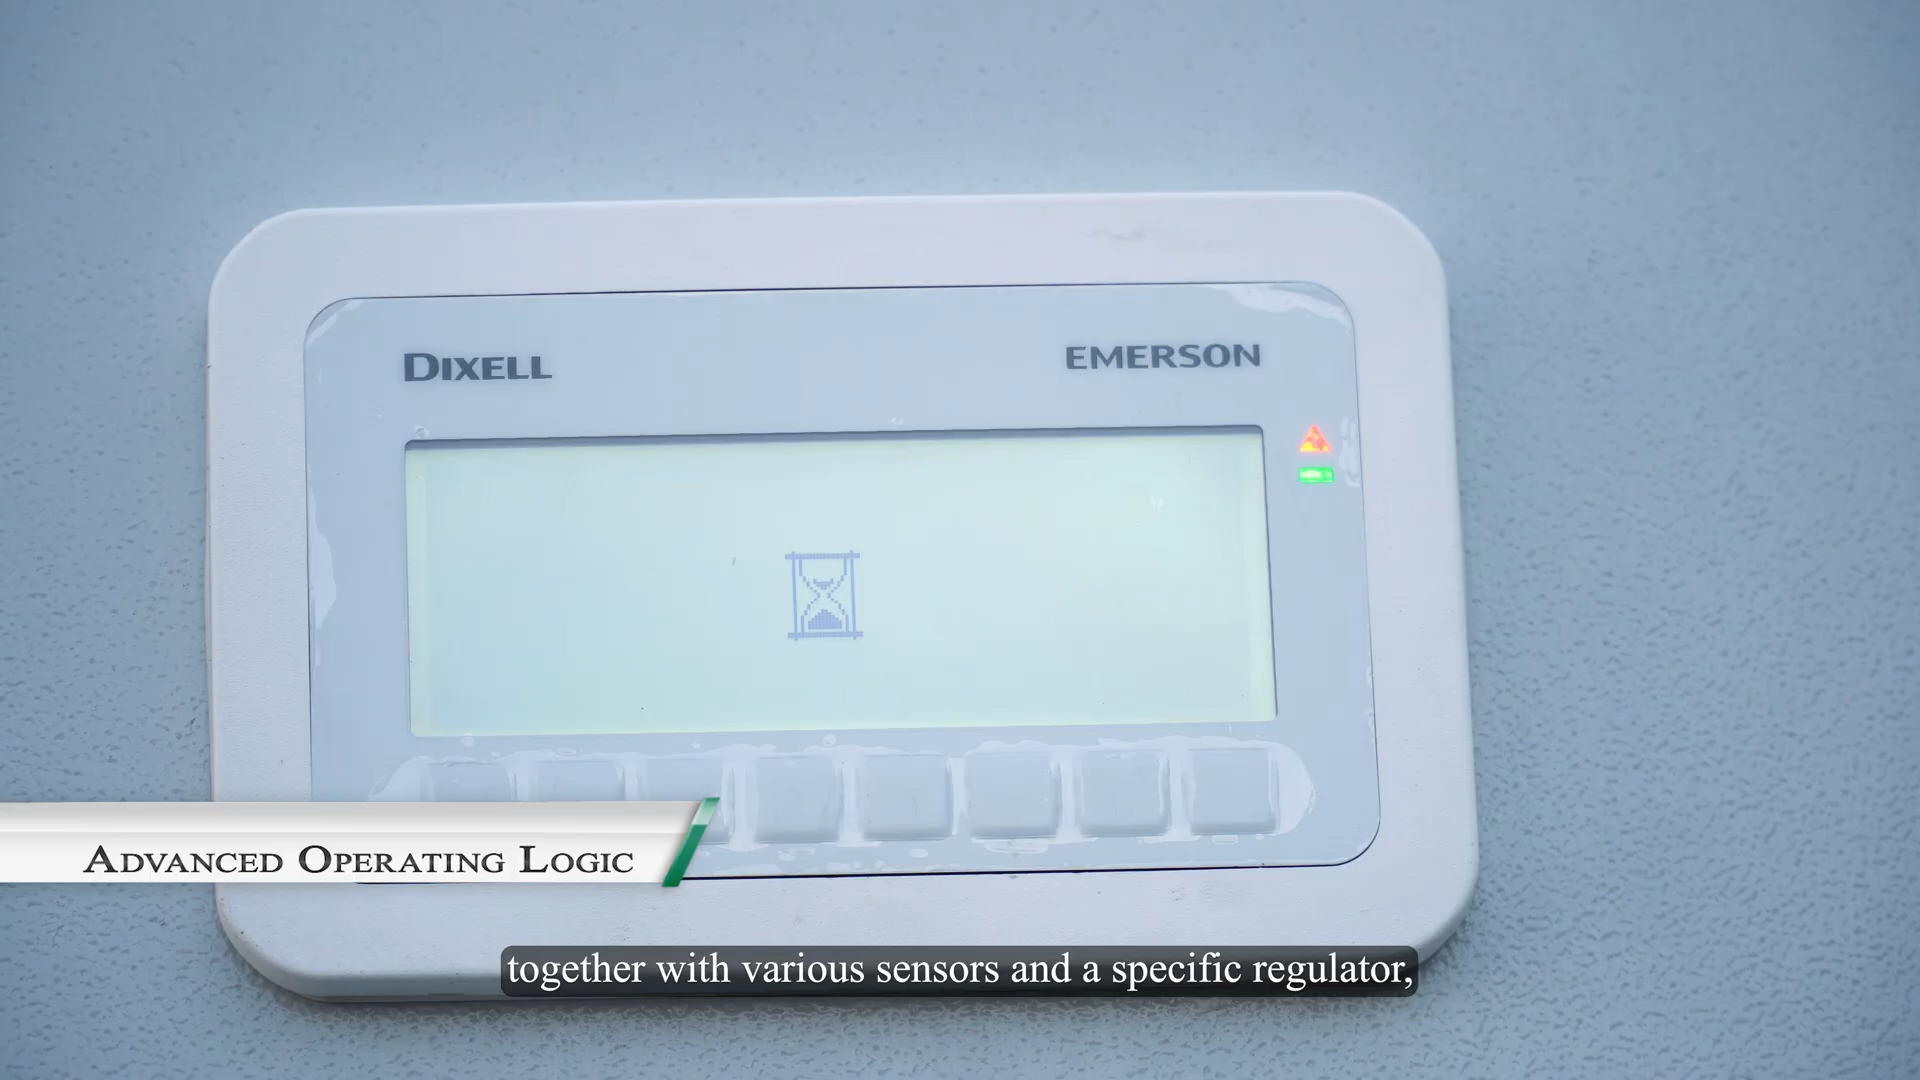 DIXELL
EMERSON
ADVANCED OPERATING LOGIC
together with various sensors and a specific regulator,